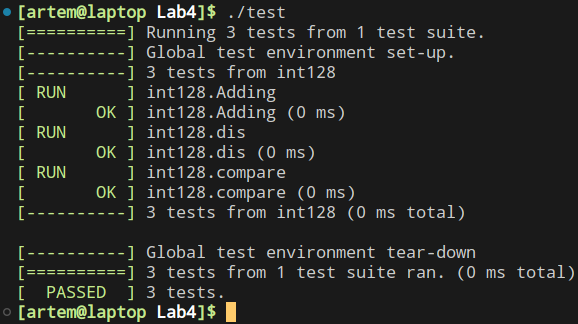 [artem@laptop Lab4]$ ./test
[==========] Running 3 tests from 1 test suite.
[----------] Global test environment set-up.
[----------] 3 tests from int128
[ RUN      ] int128.Adding
[       OK ] int128.Adding (0 ms)
[ RUN      ] int128.dis
[       OK ] int128.dis (0 ms)
[ RUN      ] int128.compare
[       OK ] int128.compare (0 ms)
[----------] 3 tests from int128 (0 ms total)

[----------] Global test environment tear-down
[==========] 3 tests from 1 test suite ran. (0 ms total)
[  PASSED  ] 3 tests.
[artem@laptop Lab4]$